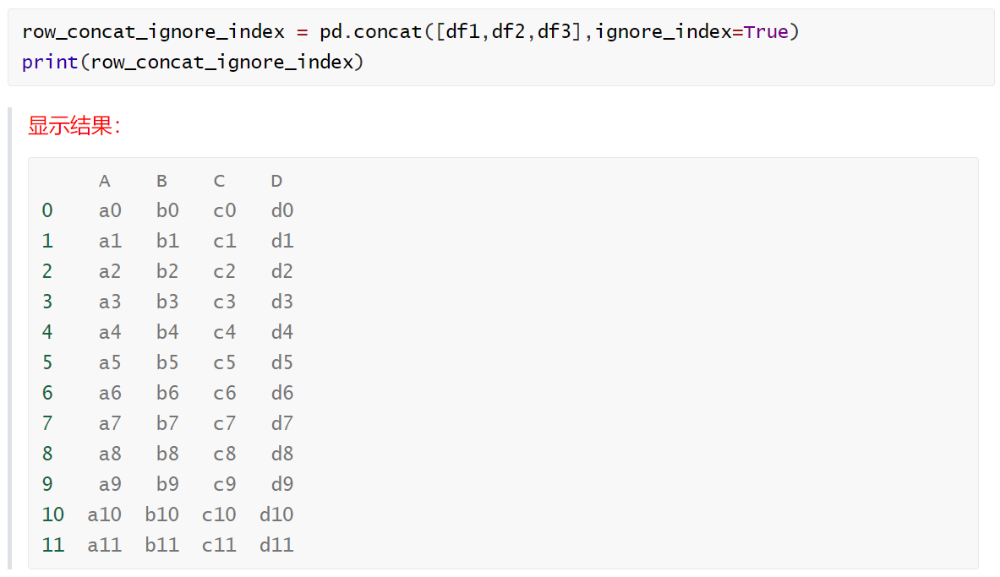 row_concat_ignore_index = pd.concat([df1,df2,df3],ignore_index=True)
print(row_concat_ignore_index)
显示结果：
A B C D
0 a0 b0 c0 d0
1 a1 b1 c1 d1
2 a2 b2 c2 d2
3 a3 b3 c3 d3
4 a4 b4 c4 d4
5 a5 b5 c5 d5
6 a6 b6 c6 d6
7 a7 b7 c7 d7
8 a8 b8 c8 d8
9 a9 b9 c9 d9
10 a10 b10 c10 d10
11 a11 b11 c11 d11